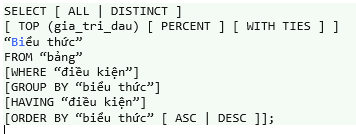 SELECT [ ALL | DISTINCT ]
[ TOP (gia_tri_dau) [ PERCENT ] [ WITH TIES ] ]
“Biểu thức”
FROM “bảng”
[WHERE “điều kiện”]
[GROUP BY “biểu thức”]
[HAVING “điều kiện”]
[ORDER BY “biểu thức” [ ASC | DESC ]];